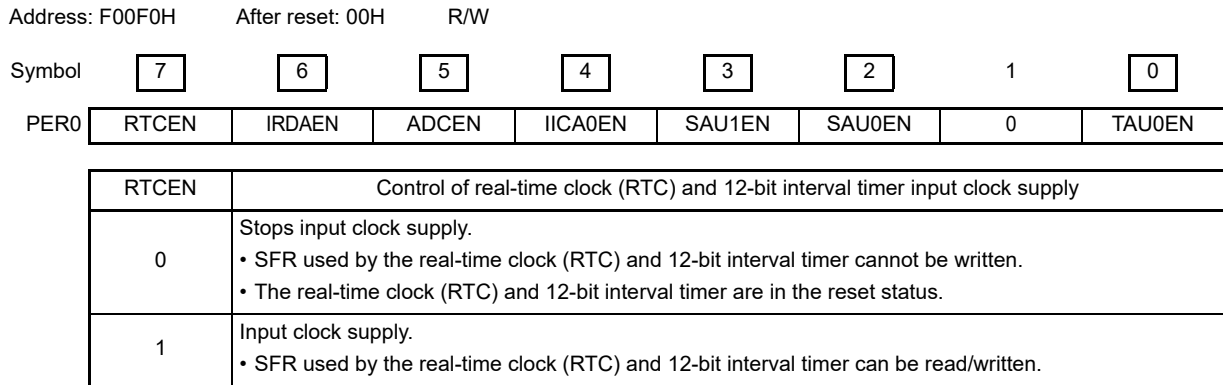 Address: F00F0H After reset: 00H R/W
Symbol 7 6 5 4 3 2 1 0
PER0 RTCEN IRDAEN ADCEN IICA0EN SAU1EN SAU0EN 0 TAU0EN
RTCEN Control of real-time clock (RTC) and 12-bit interval timer input clock supply
0 Stops input clock supply.
• SFR used by the real-time clock (RTC) and 12-bit interval timer cannot be written.
• The real-time clock (RTC) and 12-bit interval timer are in the reset status.
1 Input clock supply.
• SFR used by the real-time clock (RTC) and 12-bit interval timer can be read/written.